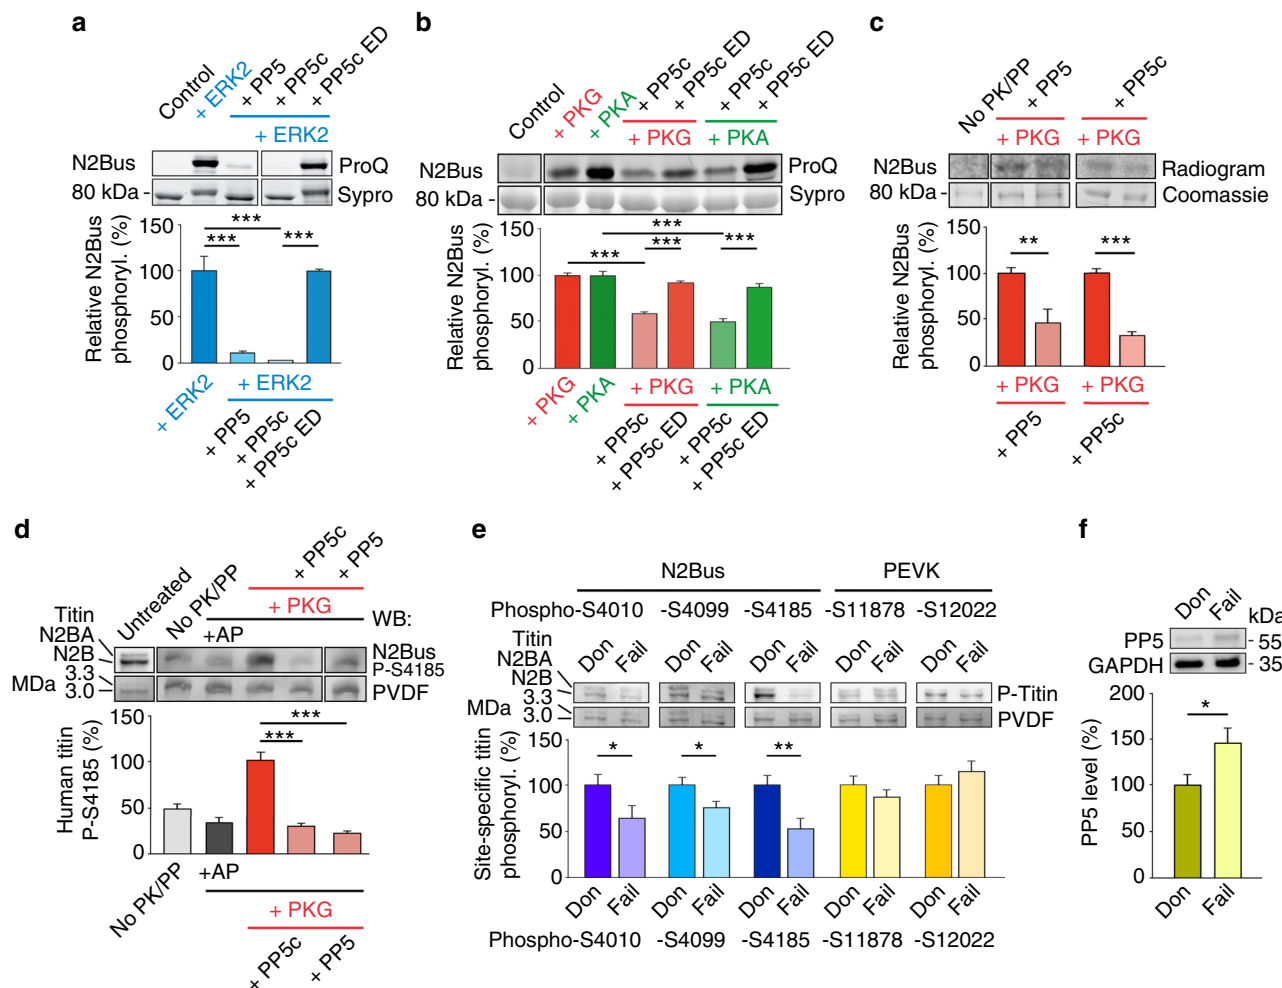 a
Control
+ ERK2
+ PP5
+ PP5c
+ PP5c ED
+ ERK2
N2Bus
ProQ
80 kDa -
Sypro
Relative N2Bus
phosphoryl. (%)
150
100
50
0
***
***
***
+ ERK2
+ ERK2
+ PP5
+ PP5c
+ PP5c ED
b
Control
+ PKG
+ PKA
+ PP5c
+ PP5c ED
+ PP5c
+ PP5c ED
+ PKG
+ PKA
N2Bus
ProQ
80 kDa -
Sypro
Relative N2Bus
phosphoryl. (%)
150
100
50
0
***
***
***
***
+ PKG
+ PKA
+ PKG
+ PKA
+ PP5c
+ PP5c ED
+ PP5c
+ PP5c ED
c
No PK/PP
+ PP5
+ PP5c
+ PKG
+ PKG
N2Bus
Radiogram
80 kDa -
Coomassie
Relative N2Bus
phosphoryl. (%)
150
100
50
0
**
***
+ PKG
+ PKG
+ PP5
+ PP5c
d
Untreated
No PK/PP
+ PP5c
+ PP5
+ PKG
+AP
WB:
Titin
N2BA
N2B
N2Bus
P-S4185
MDa
3.3
3.0
PVDF
Human titin
P-S4185 (%)
150
100
50
0
***
***
No PK/PP
+AP
+ PKG
+ PP5c
+ PP5
e
N2Bus
PEVK
Phospho-S4010
-S4099
-S4185
-S11878
-S12022
Titin
N2BA
N2B
Don
Fail
Don
Fail
Don
Fail
Don
Fail
Don
Fail
3.3
P-Titin
MDa
3.0
PVDF
Site-specific titin
phosphoryl. (%)
150
100
50
0
*
*
**
Don
Fail
Don
Fail
Don
Fail
Don
Fail
Don
Fail
Phospho-S4010
-S4099
-S4185
-S11878
-S12022
f
Don
Fail
kDa
PP5
- 55
GAPDH
- 35
PP5 level (%)
200
150
100
50
0
*
Don
Fail